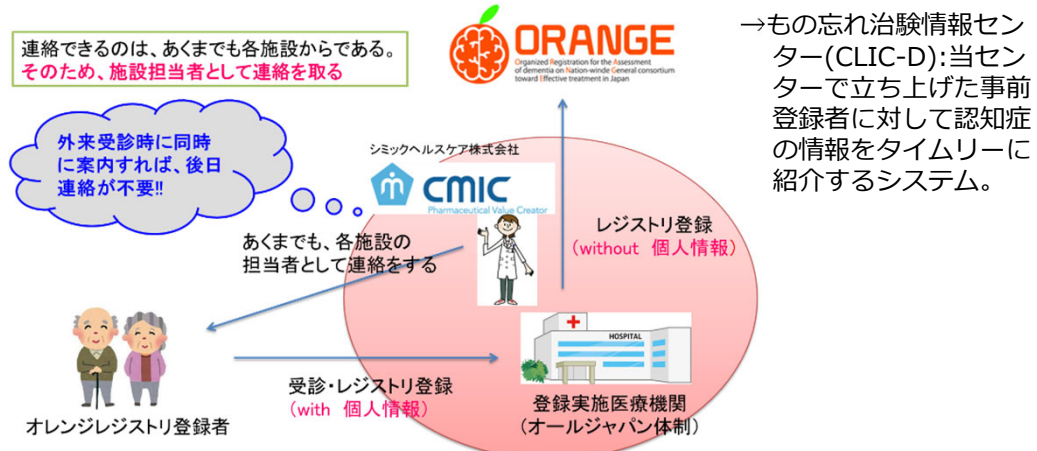 連絡できるのは、あくまでも各施設からである。
そのため、施設担当者として連絡を取る
ORANGE
Organized Registration for the Assessment
of dementia on Nation-winde General consortium
toward Effective treatment in Japan
→もの忘れ治験情報セン
ター(CLIC-D):当セン
ターで立ち上げた事前
登録者に対して認知症
の情報をタイムリーに
紹介するシステム。
外来受診時に同時
に案内すれば、後日
連絡が不要!!
シミックヘルスケア株式会社
CMIC
Pharmaceutical Value Creator
あくまでも、各施設の
担当者として連絡をする
レジストリ登録
(without 個人情報)
HOSPITAL
受診・レジストリ登録
(with 個人情報)
オレンジレジストリ登録者
登録実施医療機関
(オールジャパン体制)